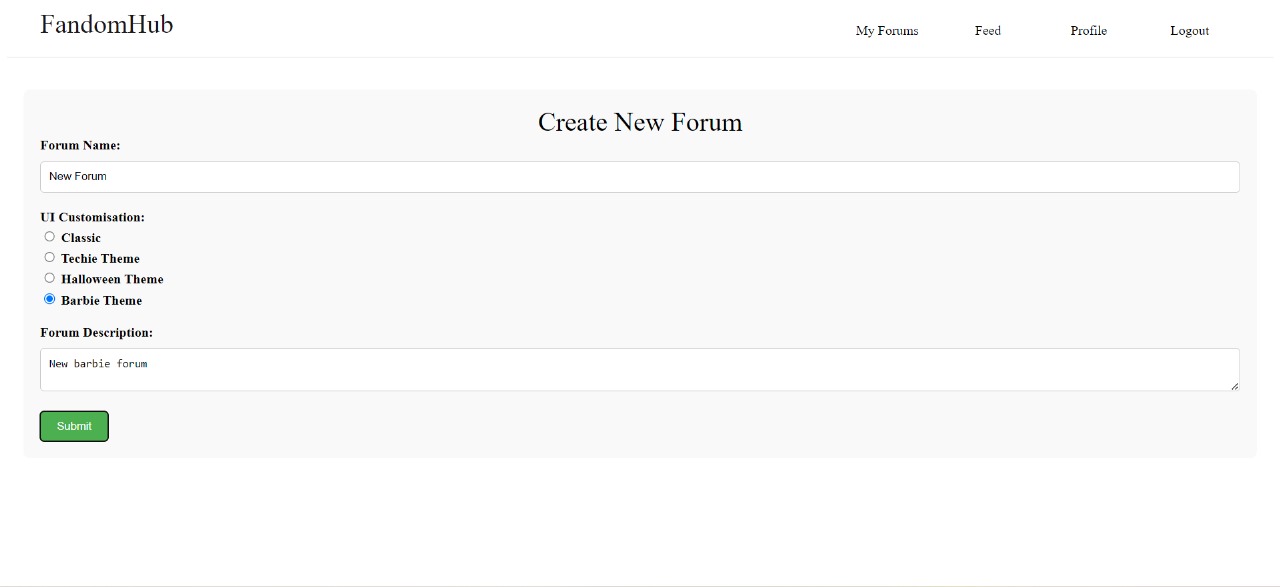 FandomHub
My Forums Feed Profile Logout
Create New Forum
Forum Name:
New Forum
UI Customisation:
Classic
Techie Theme
Halloween Theme
Barbie Theme
Forum Description:
New barbie forum
Submit